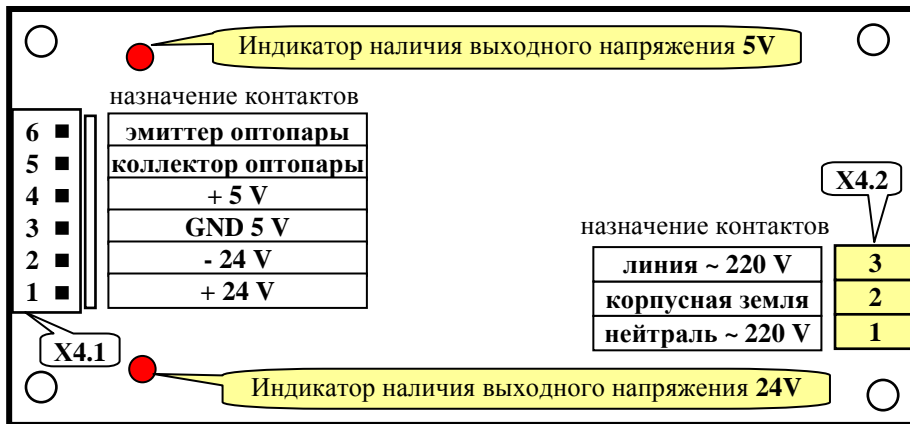 Индикатор наличия выходного напряжения 5V
назначение контактов
6 эмиттер оптопары
5 коллектор оптопары
4 + 5 V
3 GND 5 V
2 - 24 V
1 + 24 V
X4.1
X4.2
назначение контактов
линия ~ 220 V 3
корпусная земля 2
нейтраль ~ 220 V 1
Индикатор наличия выходного напряжения 24V